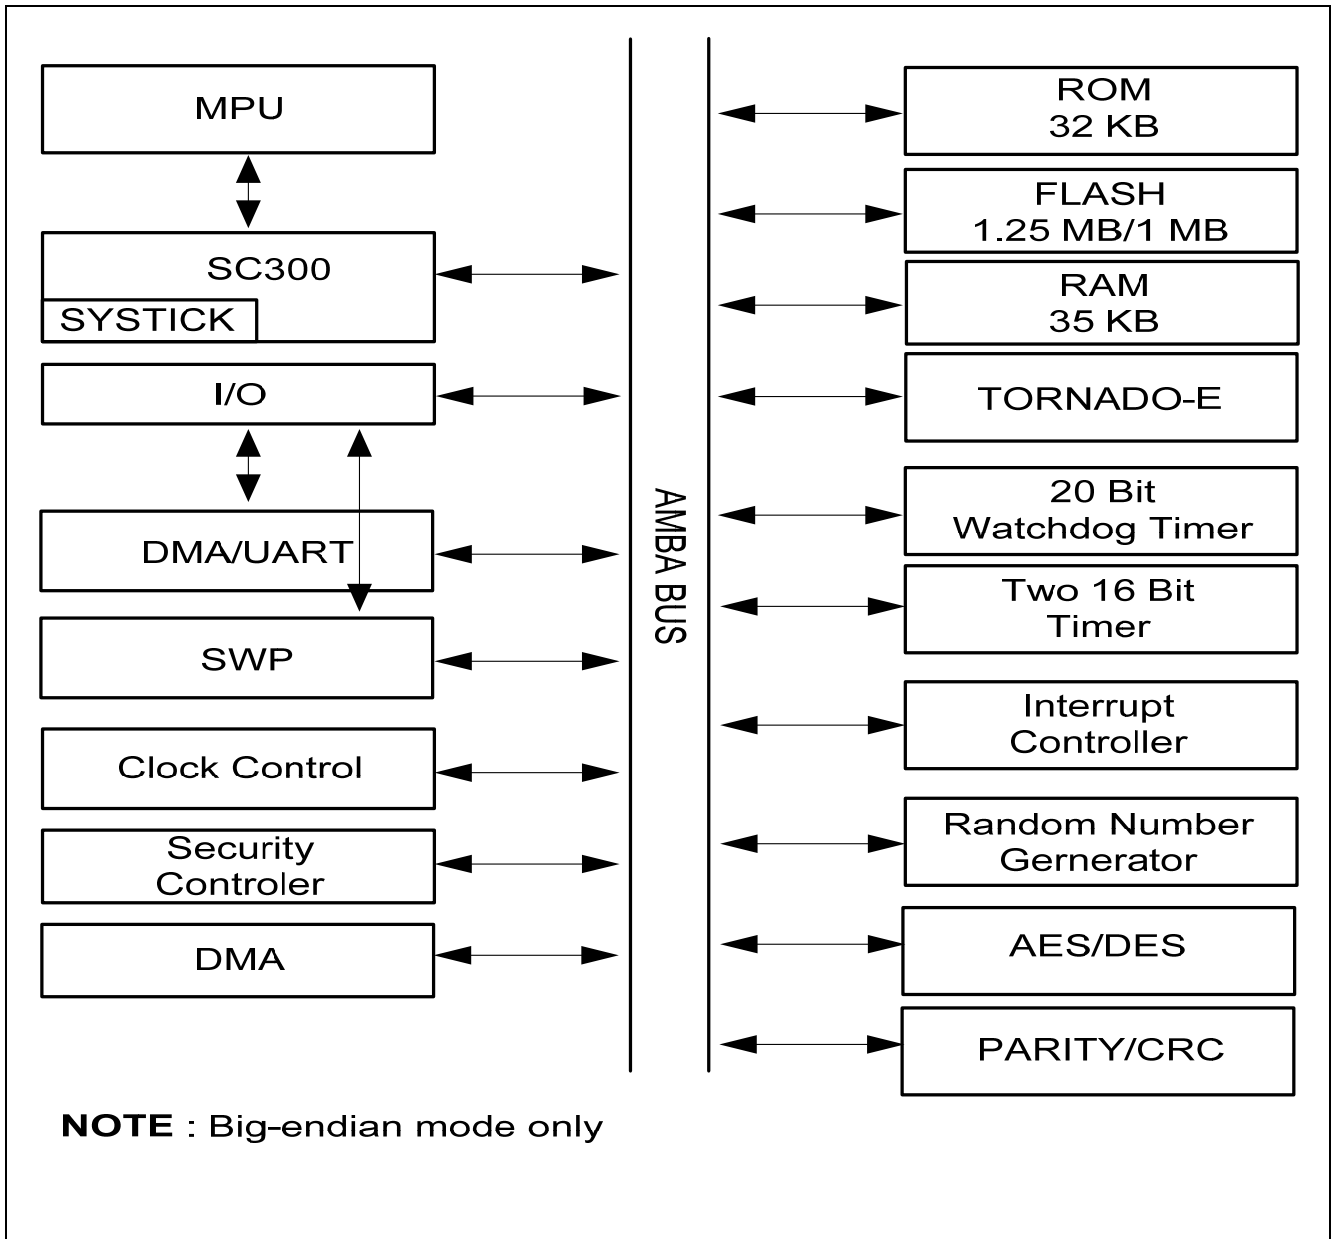 MPU
SC300
SYSTICK
I/O
DMA/UART
SWP
Clock Control
Security
Controler
DMA
AMBA BUS
ROM
32 KB
FLASH
1.25 MB/1 MB
RAM
35 KB
TORNADO-E
20 Bit
Watchdog Timer
Two 16 Bit
Timer
Interrupt
Controller
Random Number
Gernerator
AES/DES
PARITY/CRC
NOTE : Big-endian mode only